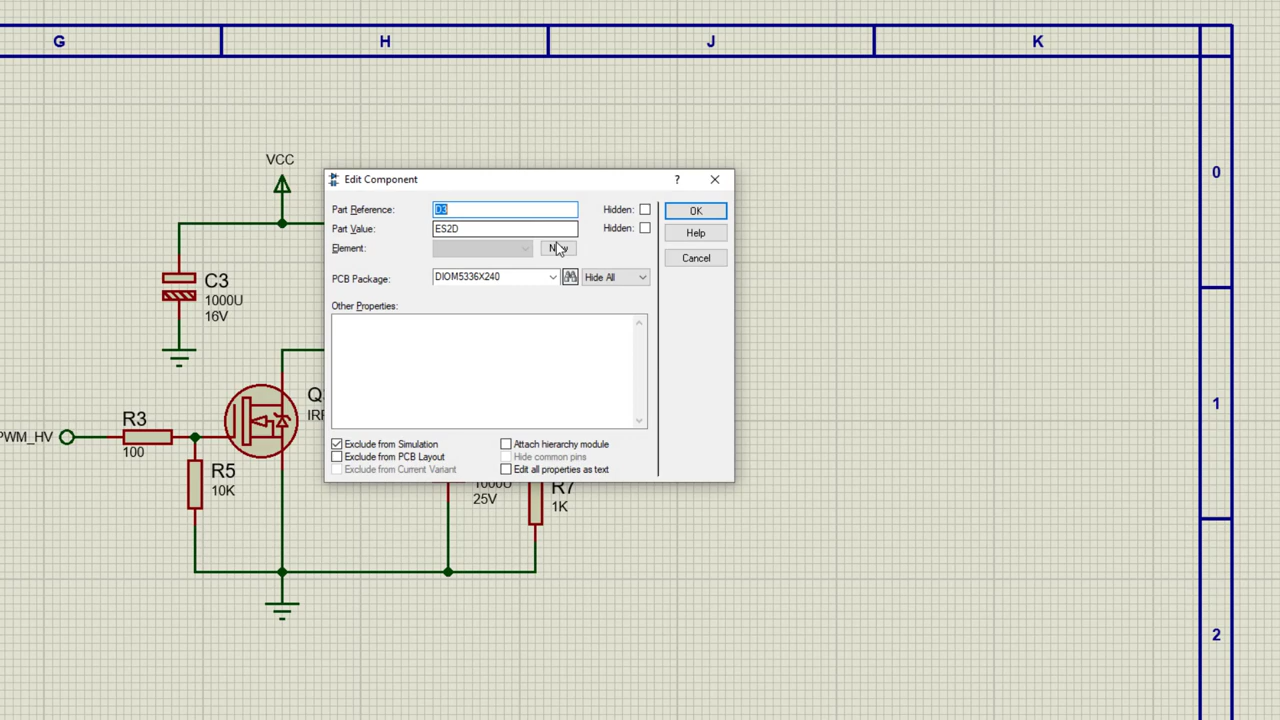 G H J K
0
VCC
Edit Component
?
Part Reference: D3 Hidden:
OK
Part Value: ES2D Hidden:
Help
Element:
Cancel
PCB Package: DIOM5336X240 Hide All
C3
1000U
16V
Other Properties:
1
R3
100
PWM_HV
R5
10K
Exclude from Simulation Attach hierarchy module
Exclude from PCB Layout Hide common pins
Exclude from Current Variant Edit all properties as text
1000U
25V
R7
1K
2